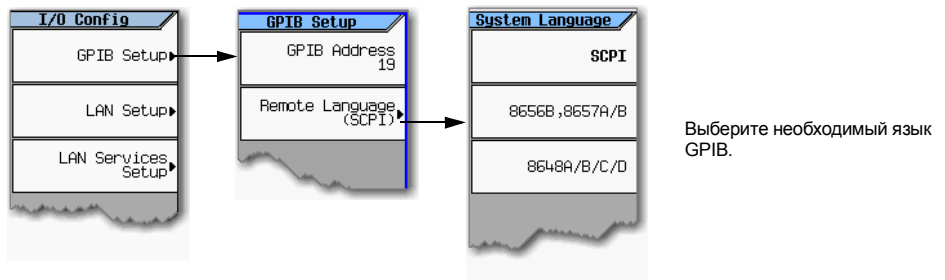 I/O Config
GPIB Setup
LAN Setup
LAN Services
Setup
GPIB Setup
GPIB Address
19
Remote Language
(SCPI)
System Language
SCPI
8656B,8657A/B
8648A/B/C/D
Выберите необходимый язык
GPIB.